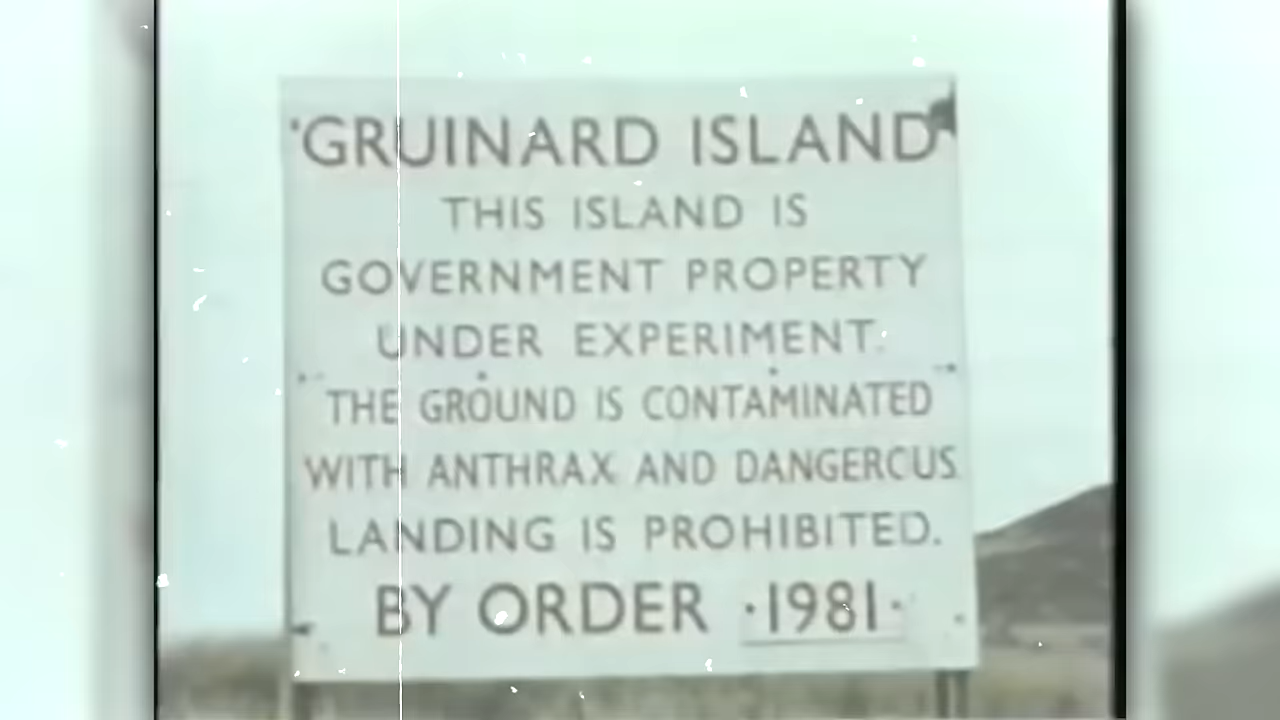 GRUINARD ISLAND
THIS ISLAND IS
GOVERNMENT PROPERTY
UNDER EXPERIMENT.
THE GROUND IS CONTAMINATED
WITH ANTHRAX AND DANGEROUS.
LANDING IS PROHIBITED.
BY ORDER ·1981·